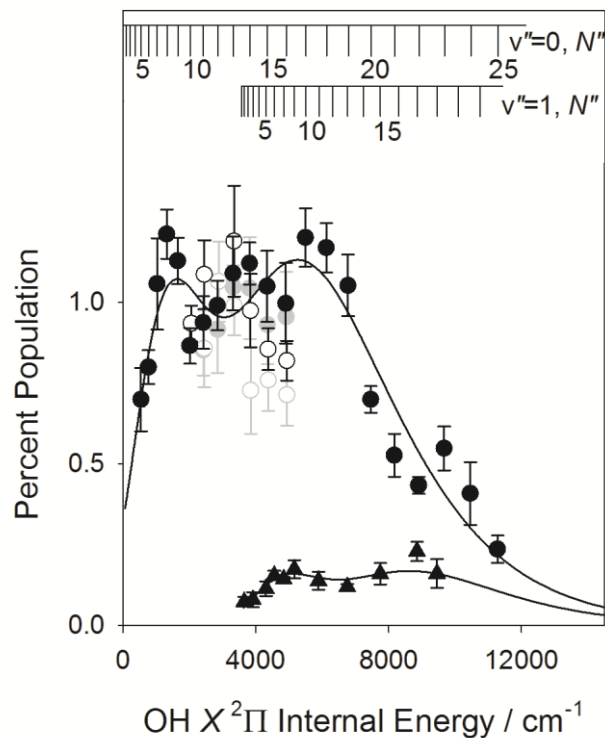 5 10 15 20 25 v″=0, N″
5 10 15 v″=1, N″
1.0
0.5
0.0
Percent Population
0 4000 8000 12000
OH X ²Π Internal Energy / cm⁻¹